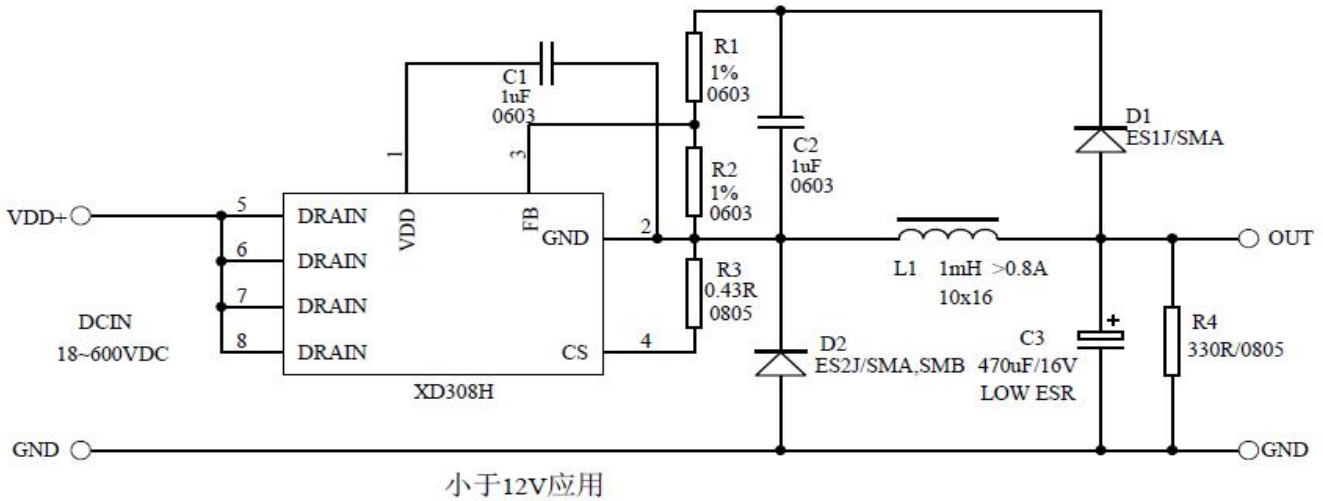 R1
1%
0603
C1
1uF
0603
D1
ES1J/SMA
1
3
R2
1%
0603
C2
1uF
0603
VDD+
5
DRAIN
VDD
FB
GND
2
OUT
6
DRAIN
R3
0.43R
0805
L1 1mH >0.8A
10x16
7
DRAIN
DCIN
18~600VDC
8
DRAIN
CS
4
D2
ES2J/SMA,SMB
C3
+
470uF/16V
LOW ESR
R4
330R/0805
XD308H
GND
GND
小于12V应用